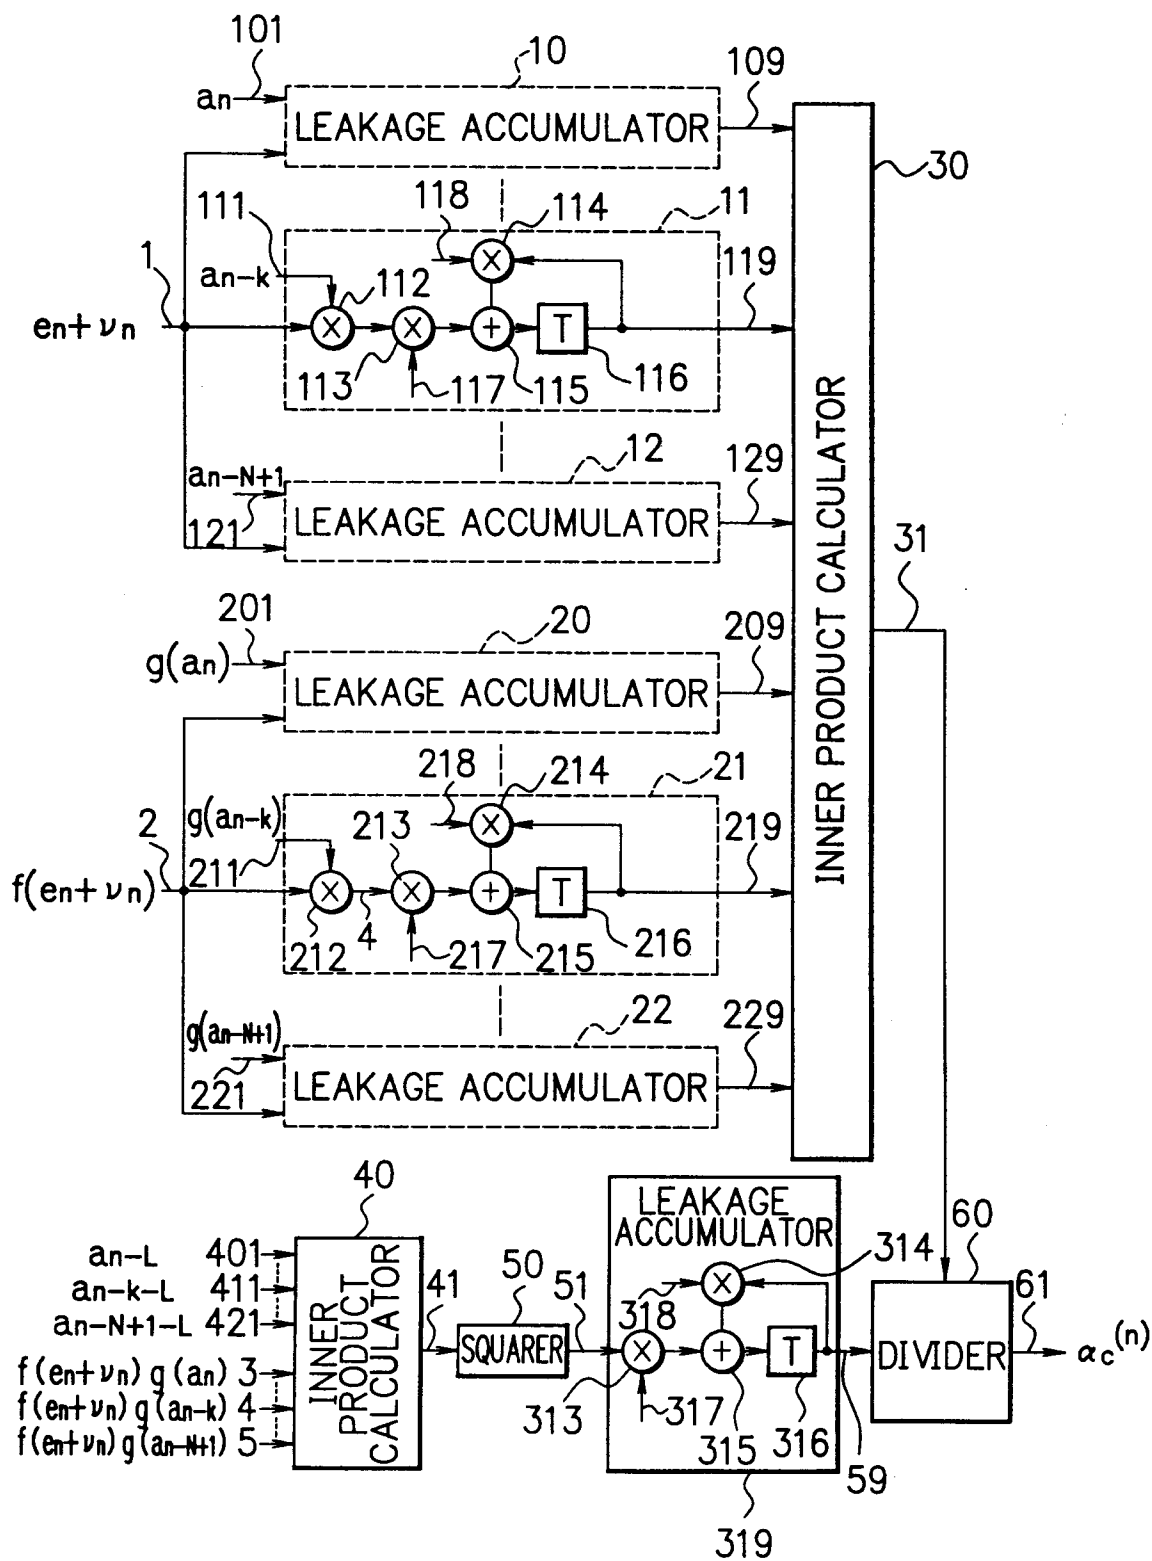 101
10
109
an
LEAKAGE ACCUMULATOR
30
111
118
114
11
119
1
an-k
112
en+νn
×
×
×
+
T
113
117
115
116
INNER PRODUCT CALCULATOR
12
129
an-N+1
121
LEAKAGE ACCUMULATOR
31
201
20
209
g(an)
LEAKAGE ACCUMULATOR
218
214
21
219
2
g(an-k)
213
211
f(en+νn)
×
×
×
+
T
212
4
217
215
216
22
229
g(an-N+1)
221
LEAKAGE ACCUMULATOR
40
LEAKAGE
ACCUMULATOR
314
60
an-L 401
an-k-L 411
an-N+1-L 421
f(en+νn) g(an) 3
f(en+νn) g(an-k) 4
f(en+νn) g(an-N+1) 5
INNER
PRODUCT
CALCULATOR
41
50
SQUARER
51
318
×
×
+
T
313
317
315
316
59
319
DIVIDER
61
αc(n)